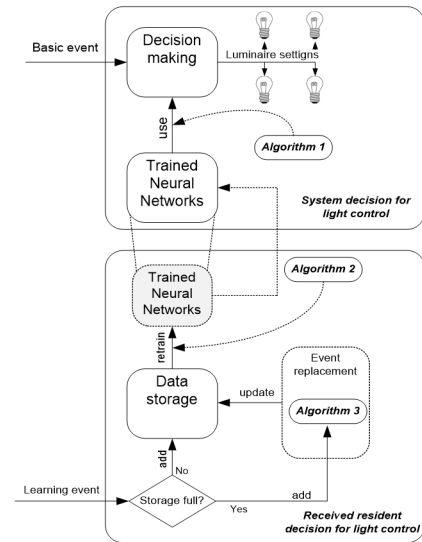 Basic event
Decision
making
Luminaire settigns
use
Algorithm 1
Trained
Neural
Networks
System decision for
light control
Trained
Neural
Networks
Algorithm 2
retrain
Data
storage
update
Event
replacement
Algorithm 3
add
No
Learning event
Storage full?
Yes
add
Received resident
decision for light control